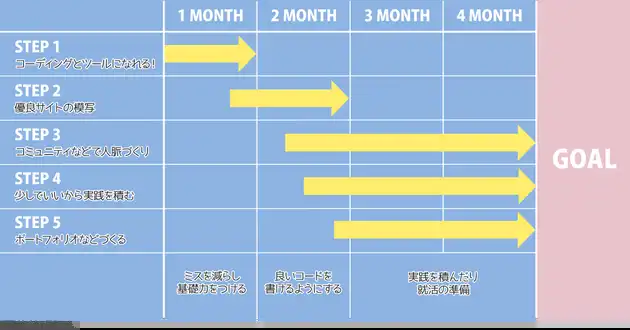 1 MONTH 2 MONTH 3 MONTH 4 MONTH
STEP 1
コーディングとツールになれる!
STEP 2
優良サイトの模写
STEP 3
コミュニティなどで人脈づくり
STEP 4
少しでいいから実践を積む
STEP 5
ポートフォリオなどつくる
GOAL
ミスを減らし
基礎力をつける
良いコードを
書けるようにする
実践を積んだり
就活の準備